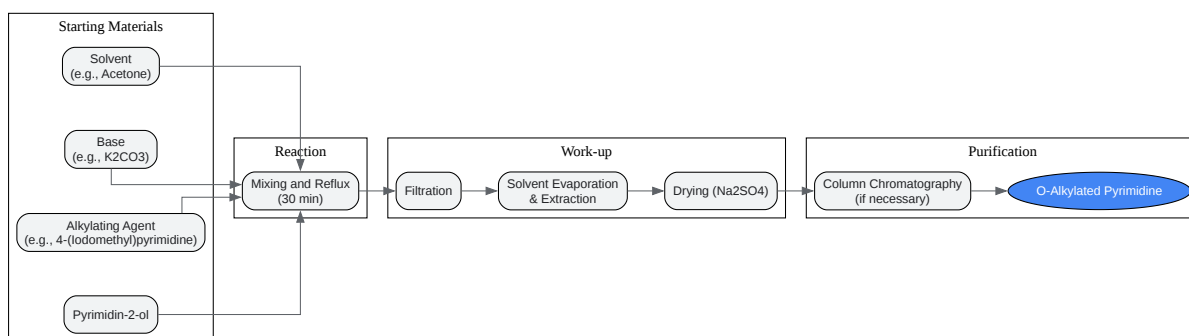 Starting Materials
Solvent
(e.g., Acetone)
Base
(e.g., K2CO3)
Alkylating Agent
(e.g., 4-(Iodomethyl)pyrimidine)
Pyrimidin-2-ol
Reaction
Mixing and Reflux
(30 min)
Work-up
Filtration
Solvent Evaporation
& Extraction
Drying (Na2SO4)
Purification
Column Chromatography
(if necessary)
O-Alkylated Pyrimidine